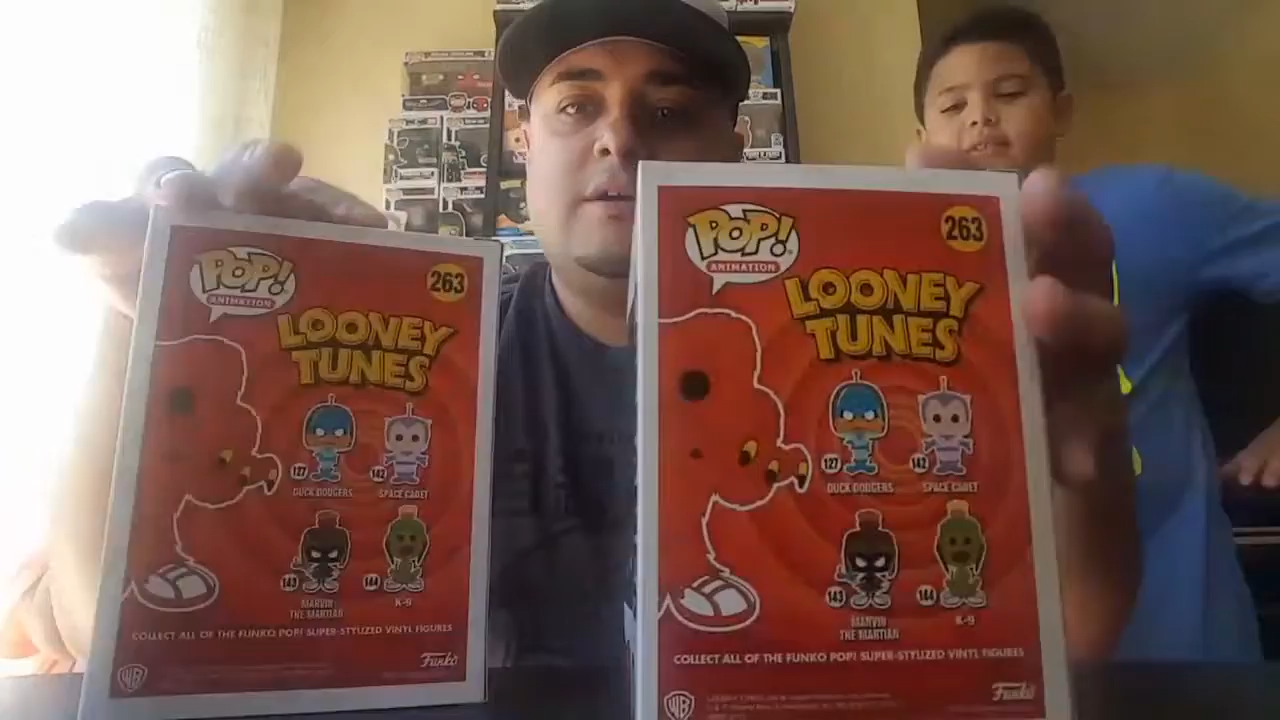 POP!
ANIMATION
263
LOONEY
TUNES
127
DUCK DODGERS
142
SPACE CADET
143
MARVIN
THE MARTIAN
144
K-9
COLLECT ALL OF THE FUNKO POP! SUPER-STYLIZED VINYL FIGURES
WB
Funko
POP!
ANIMATION
263
LOONEY
TUNES
127
DUCK DODGERS
142
SPACE CADET
143
MARVIN
THE MARTIAN
144
K-9
COLLECT ALL OF THE FUNKO POP! SUPER-STYLIZED VINYL FIGURES
WB
Funko